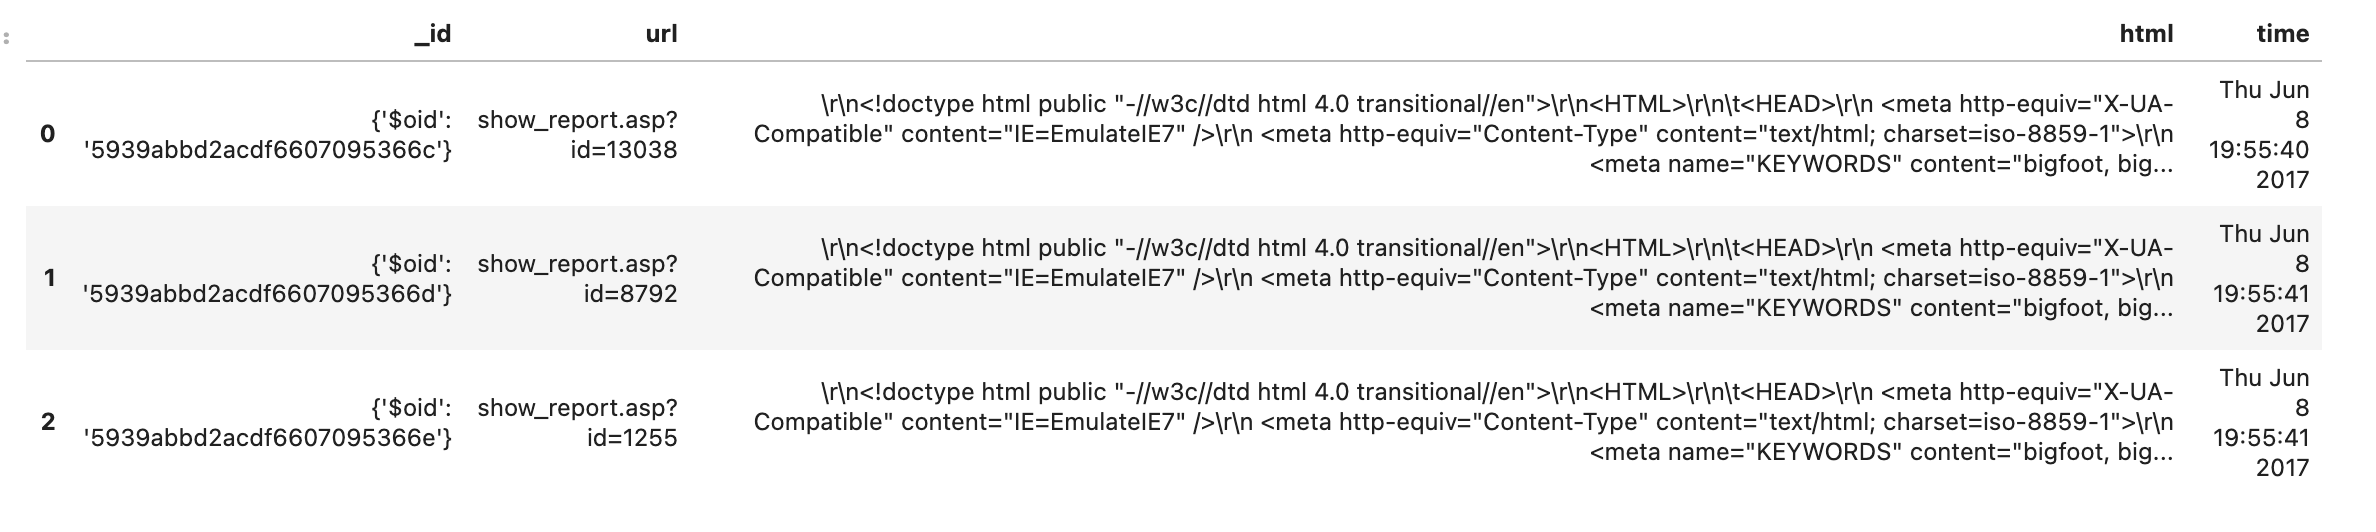 _id url html time
0 {'$oid': '5939abbd2acdf6607095366c'} show_report.asp?id=13038 \r\n<!doctype html public "-//w3c//dtd html 4.0 transitional//en">\r\n<HTML>\r\n\t<HEAD>\r\n <meta http-equiv="X-UA-Compatible" content="IE=EmulateIE7" />\r\n <meta http-equiv="Content-Type" content="text/html; charset=iso-8859-1">\r\n <meta name="KEYWORDS" content="bigfoot, big... Thu Jun 8 19:55:40 2017
1 {'$oid': '5939abbd2acdf6607095366d'} show_report.asp?id=8792 \r\n<!doctype html public "-//w3c//dtd html 4.0 transitional//en">\r\n<HTML>\r\n\t<HEAD>\r\n <meta http-equiv="X-UA-Compatible" content="IE=EmulateIE7" />\r\n <meta http-equiv="Content-Type" content="text/html; charset=iso-8859-1">\r\n <meta name="KEYWORDS" content="bigfoot, big... Thu Jun 8 19:55:41 2017
2 {'$oid': '5939abbd2acdf6607095366e'} show_report.asp?id=1255 \r\n<!doctype html public "-//w3c//dtd html 4.0 transitional//en">\r\n<HTML>\r\n\t<HEAD>\r\n <meta http-equiv="X-UA-Compatible" content="IE=EmulateIE7" />\r\n <meta http-equiv="Content-Type" content="text/html; charset=iso-8859-1">\r\n <meta name="KEYWORDS" content="bigfoot, big... Thu Jun 8 19:55:41 2017